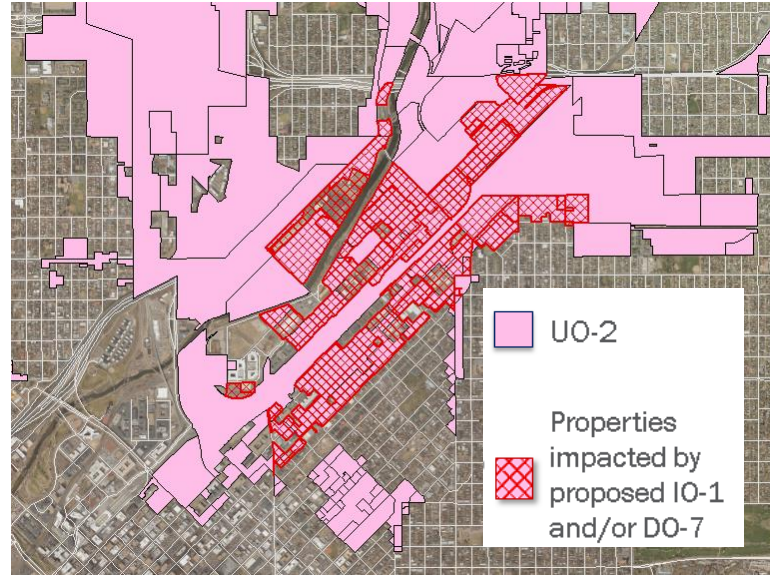 UO-2
Properties
impacted by
proposed IO-1
and/or DO-7